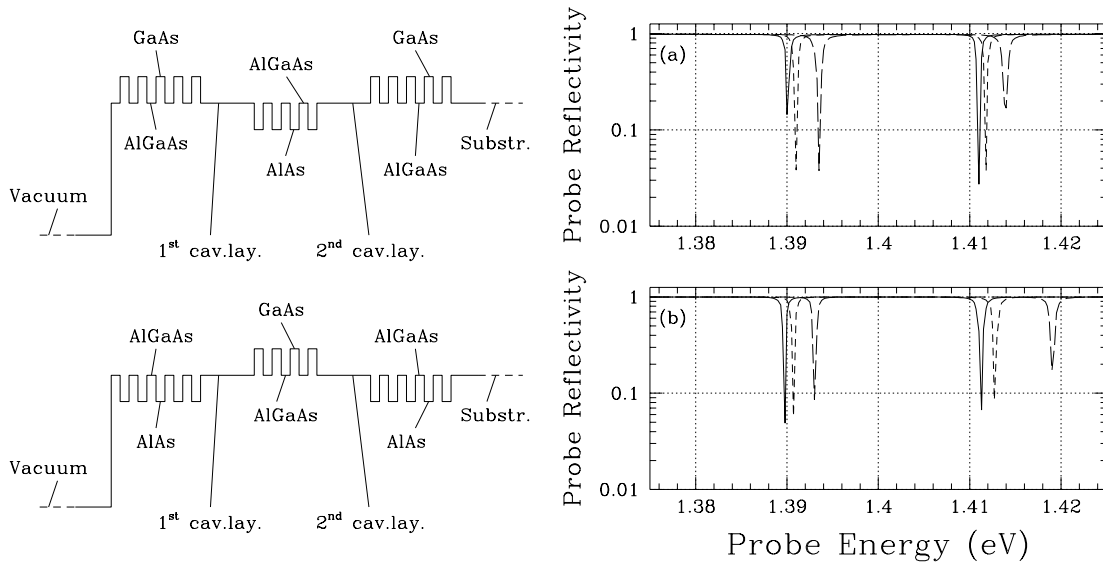 GaAs
GaAs
AlGaAs
AlGaAs
AlAs
AlGaAs
Substr.
Vacuum
1st cav.lay.
2nd cav.lay.
GaAs
AlGaAs
AlGaAs
AlGaAs
AlAs
AlAs
Substr.
Vacuum
1st cav.lay.
2nd cav.lay.
Probe Reflectivity
1
0.1
0.01
(a)
1.38
1.39
1.4
1.41
1.42
Probe Reflectivity
1
0.1
0.01
(b)
1.38
1.39
1.4
1.41
1.42
Probe Energy (eV)